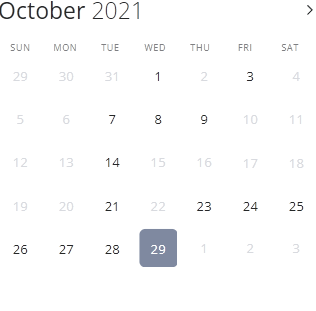 October 2021
SUN MON TUE WED THU FRI SAT
29 30 31 1 2 3 4
5 6 7 8 9 10 11
12 13 14 15 16 17 18
19 20 21 22 23 24 25
26 27 28 29 1 2 3